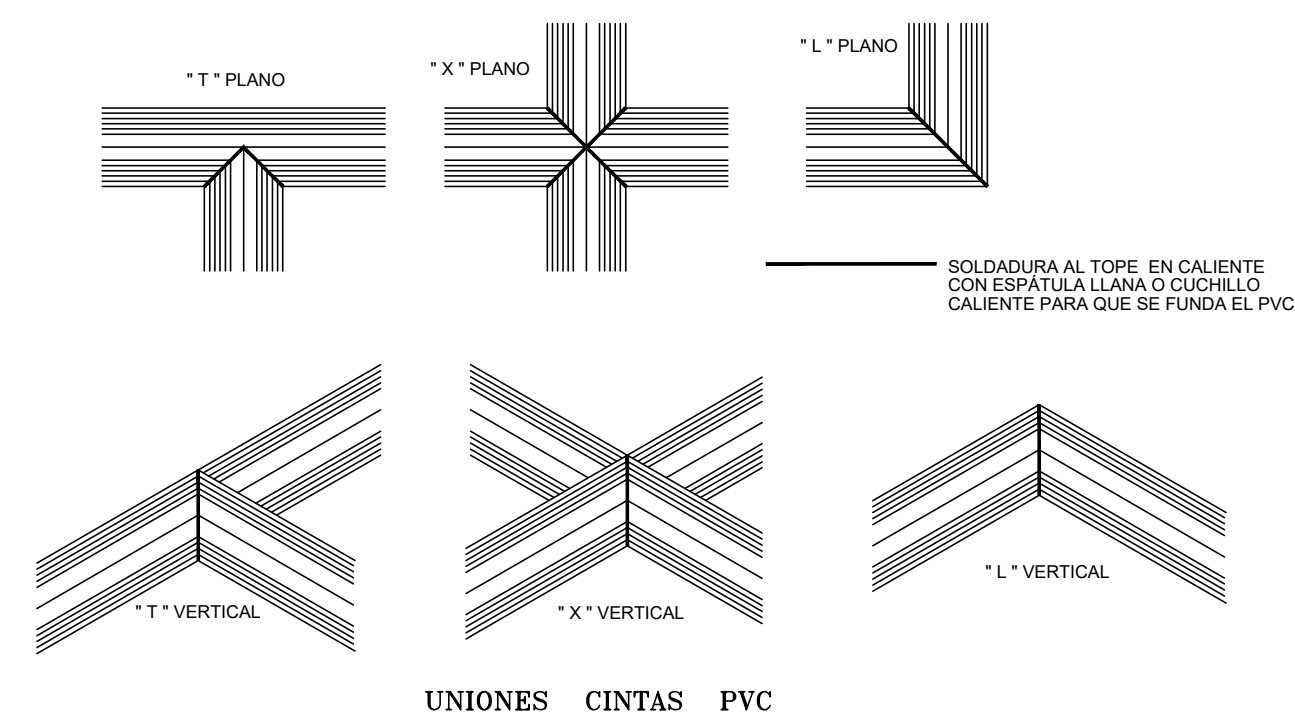 " L " PLANO
" X " PLANO
" T " PLANO
SOLDADURA AL TOPE EN CALIENTE
CON ESPÁTULA LLANA O CUCHILLO
CALIENTE PARA QUE SE FUNDA EL PVC
" L " VERTICAL
" T " VERTICAL
" X " VERTICAL
UNIONES CINTAS PVC